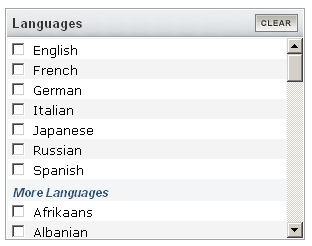 Languages CLEAR
English
French
German
Italian
Japanese
Russian
Spanish
More Languages
Afrikaans
Albanian